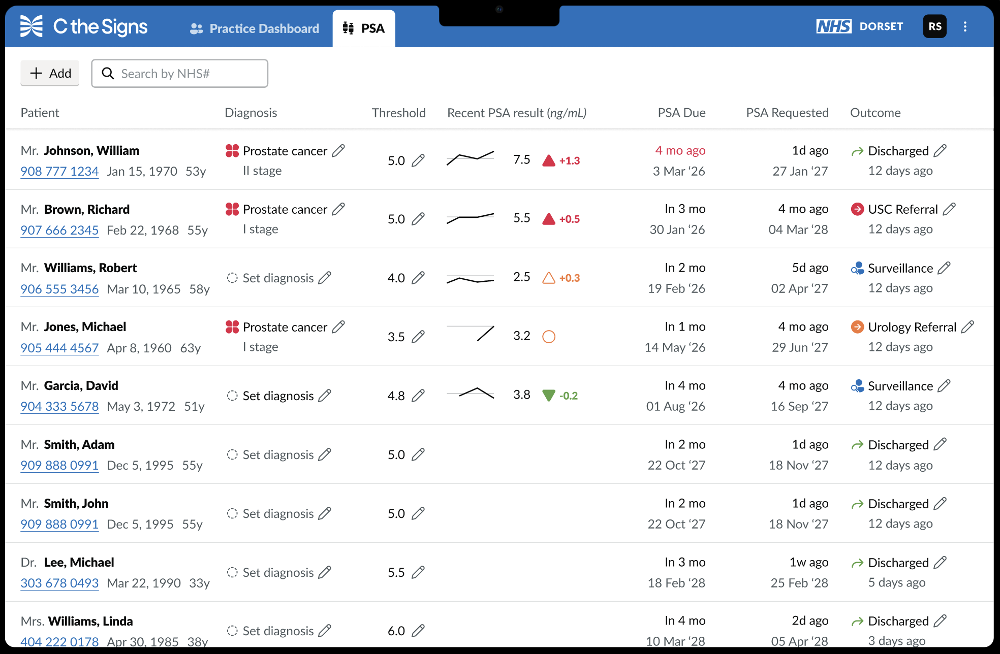 C the Signs
Practice Dashboard
PSA
NHS DORSET
RS
Add
Search by NHS#
Patient Diagnosis Threshold Recent PSA result (ng/mL) PSA Due PSA Requested Outcome
Mr. Johnson, William Prostate cancer 5.0 7.5 +1.3 4 mo ago 1d ago Discharged
908 777 1234 Jan 15, 1970 53y II stage 3 Mar ‘26 27 Jan ‘27 12 days ago
Mr. Brown, Richard Prostate cancer 5.0 5.5 +0.5 In 3 mo 4 mo ago USC Referral
907 666 2345 Feb 22, 1968 55y I stage 30 Jan ‘26 04 Mar ‘28 12 days ago
Mr. Williams, Robert Set diagnosis 4.0 2.5 +0.3 In 2 mo 5d ago Surveillance
906 555 3456 Mar 10, 1965 58y 19 Feb ‘26 02 Apr ‘27 12 days ago
Mr. Jones, Michael Prostate cancer 3.5 3.2 In 1 mo 4 mo ago Urology Referral
905 444 4567 Apr 8, 1960 63y I stage 14 May ‘26 29 Jun ‘27 12 days ago
Mr. Garcia, David Set diagnosis 4.8 3.8 -0.2 In 4 mo 4 mo ago Surveillance
904 333 5678 May 3, 1972 51y 01 Aug ‘26 16 Sep ‘27 12 days ago
Mr. Smith, Adam Set diagnosis 5.0 In 2 mo 1d ago Discharged
909 888 0991 Dec 5, 1995 55y 22 Oct ‘27 18 Nov ‘27 12 days ago
Mr. Smith, John Set diagnosis 5.0 In 2 mo 1d ago Discharged
909 888 0991 Dec 5, 1995 55y 22 Oct ‘27 18 Nov ‘27 12 days ago
Dr. Lee, Michael Set diagnosis 5.5 In 3 mo 1w ago Discharged
303 678 0493 Mar 22, 1990 33y 18 Feb ‘28 25 Feb ‘28 5 days ago
Mrs. Williams, Linda Set diagnosis 6.0 In 4 mo 2d ago Discharged
404 222 0178 Apr 30, 1985 38y 10 Mar ‘28 05 Apr ‘28 3 days ago